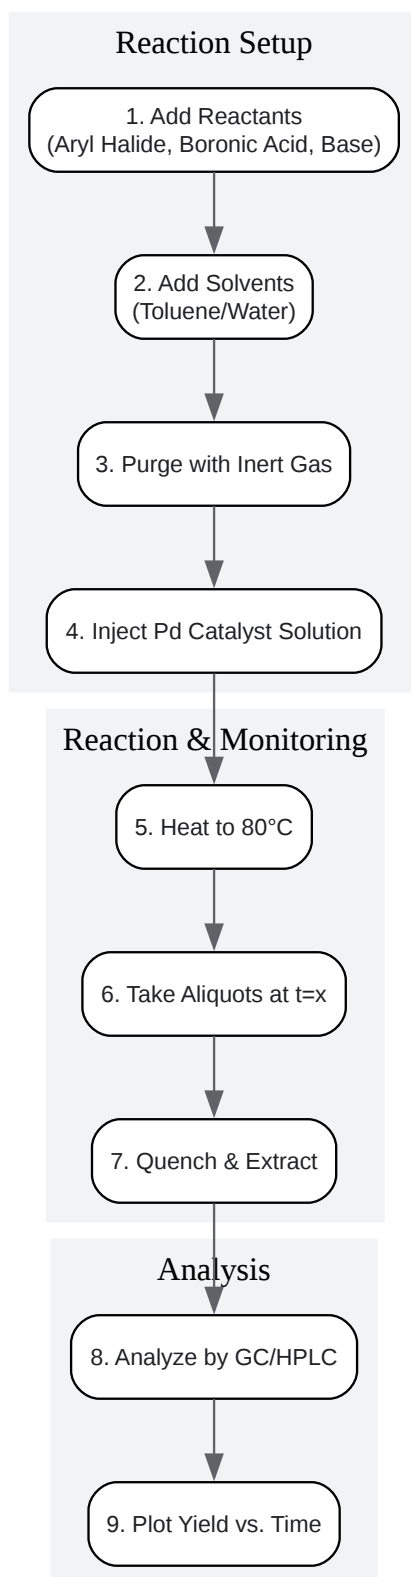 Reaction Setup
1. Add Reactants
(Aryl Halide, Boronic Acid, Base)
2. Add Solvents
(Toluene/Water)
3. Purge with Inert Gas
4. Inject Pd Catalyst Solution
Reaction & Monitoring
5. Heat to 80°C
6. Take Aliquots at t=x
7. Quench & Extract
Analysis
8. Analyze by GC/HPLC
9. Plot Yield vs. Time